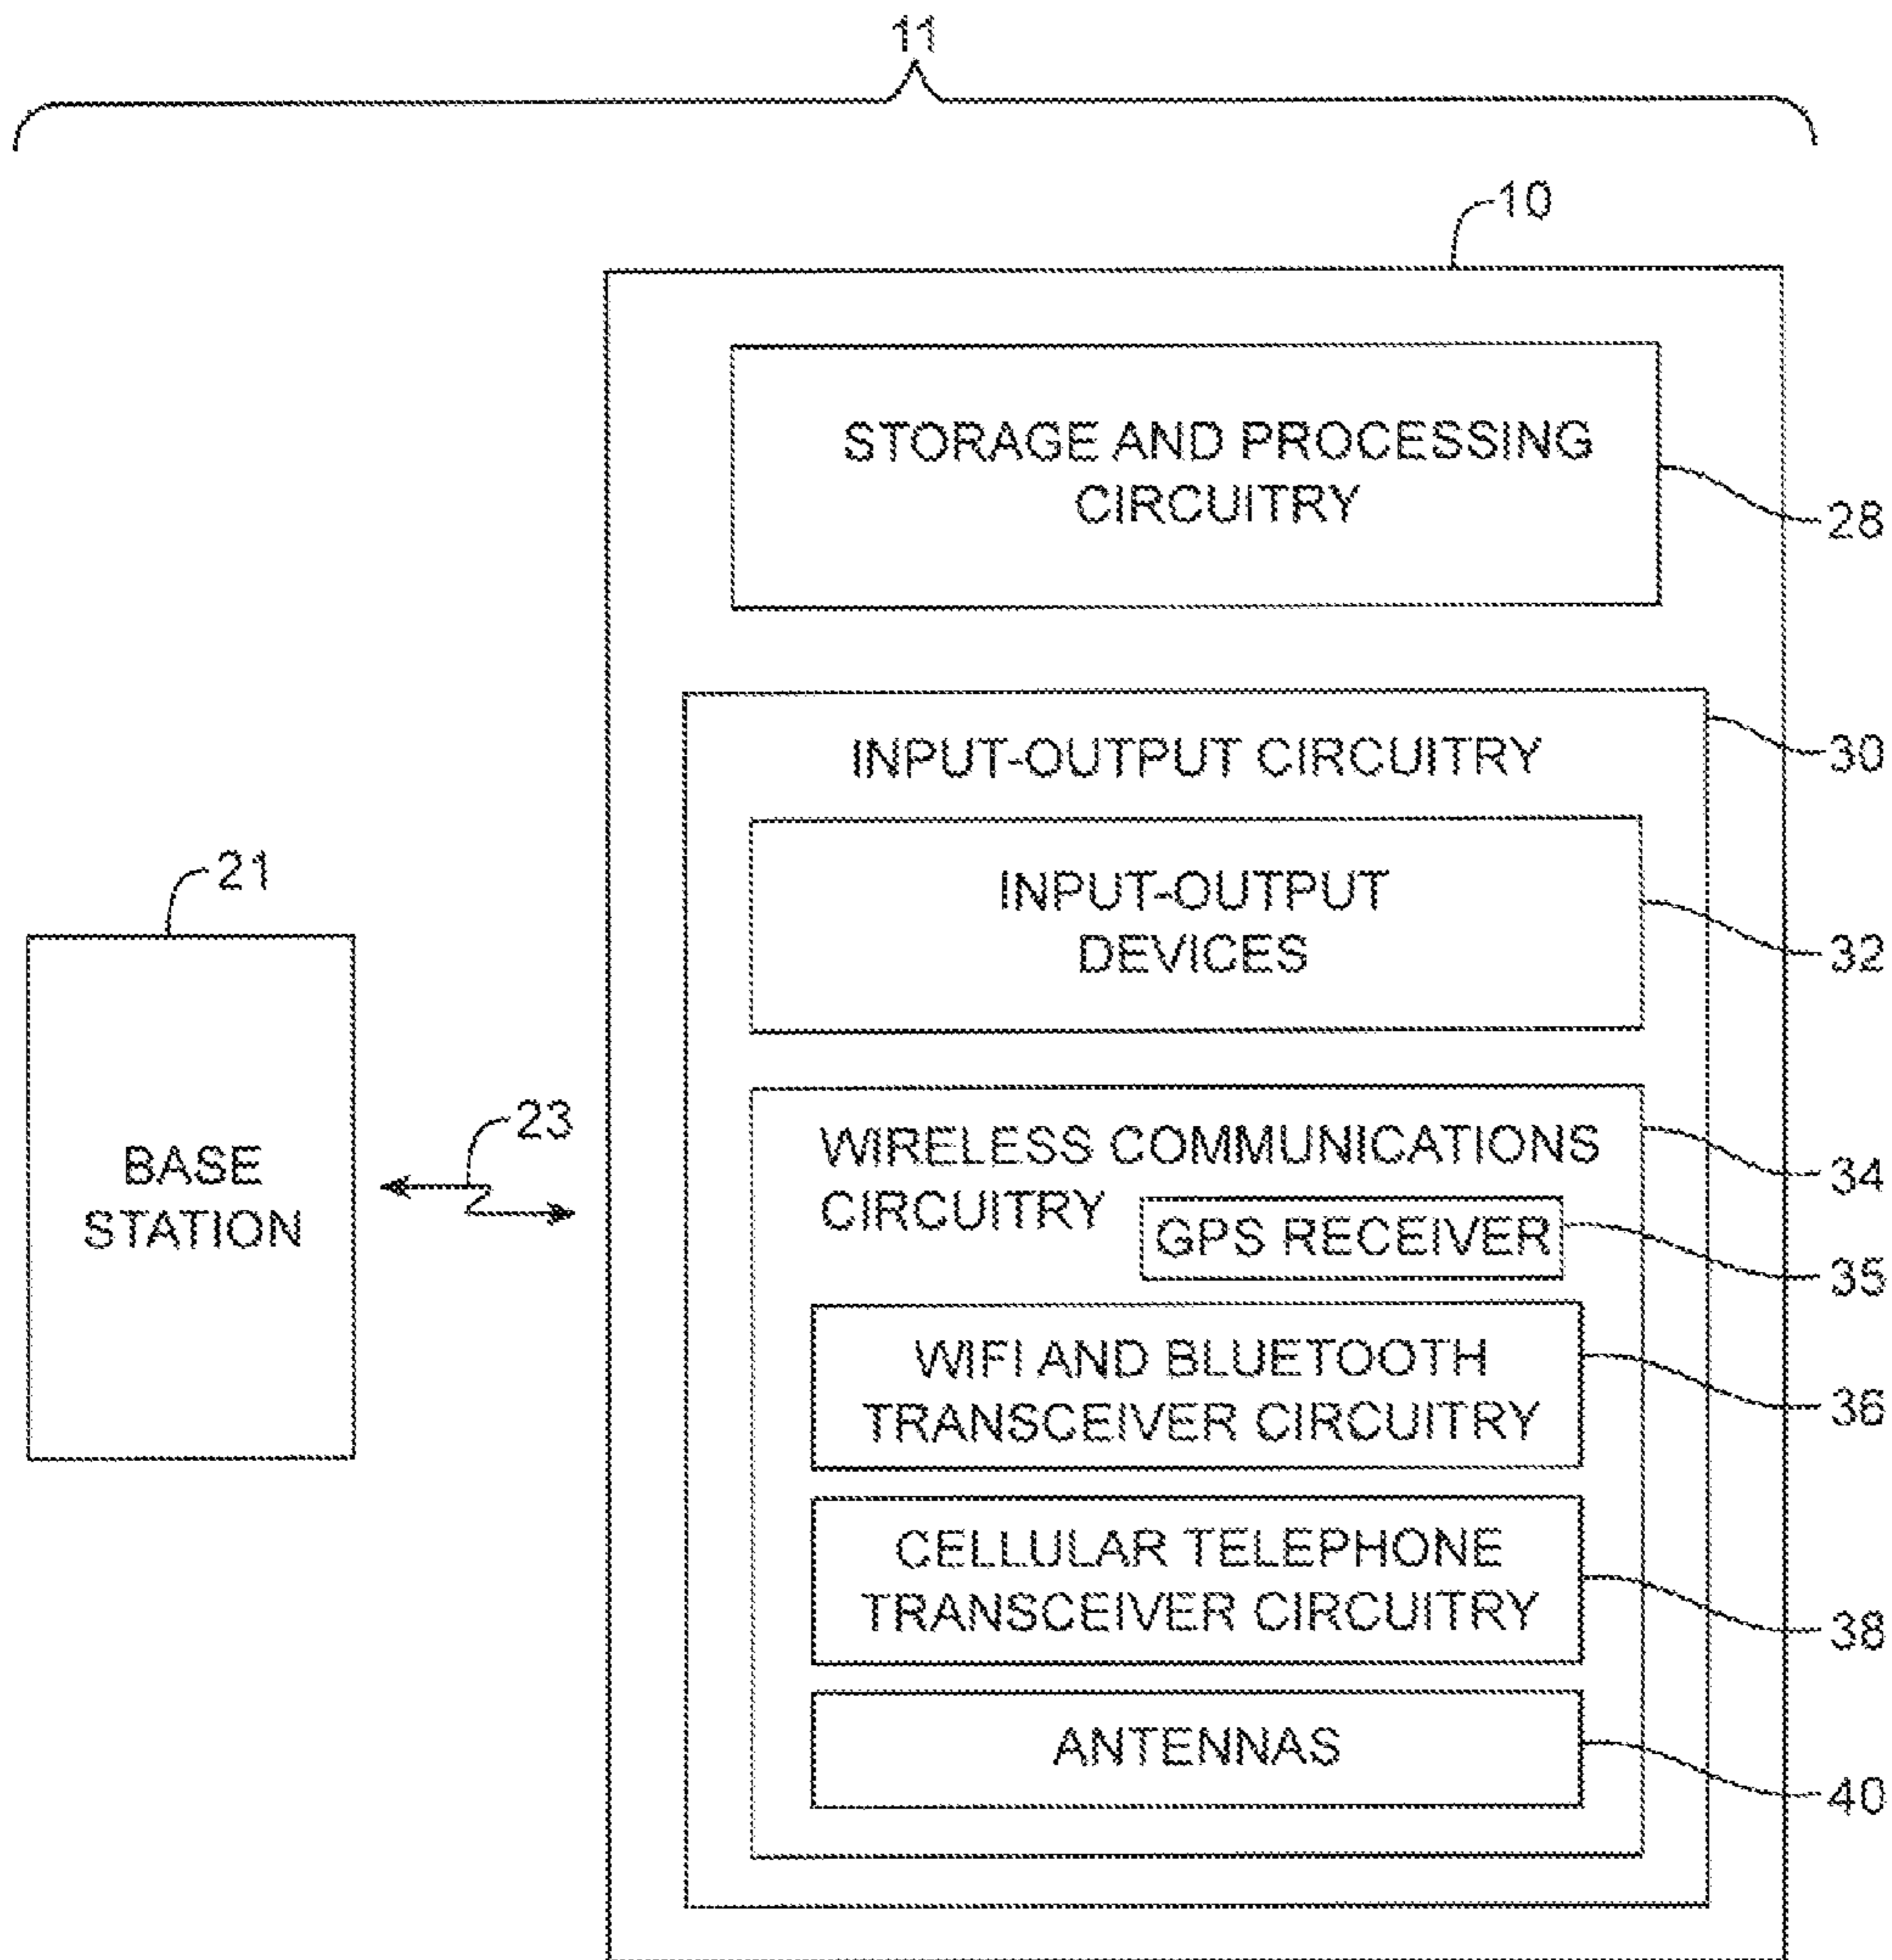 11
10
STORAGE AND PROCESSING
CIRCUITRY
28
INPUT-OUTPUT CIRCUITRY
30
INPUT-OUTPUT
DEVICES
32
21
BASE
STATION
23
WIRELESS COMMUNICATIONS
CIRCUITRY
34
GPS RECEIVER
35
WIFI AND BLUETOOTH
TRANSCEIVER CIRCUITRY
36
CELLULAR TELEPHONE
TRANSCEIVER CIRCUITRY
38
ANTENNAS
40